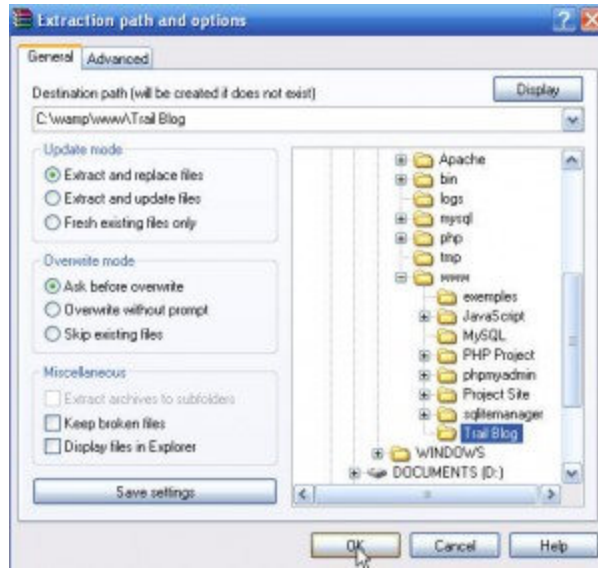 Extraction path and options
General
Advanced
Destination path (will be created if does not exist)
Display
C:\wamp\www\Trail Blog
Update mode
Extract and replace files
Extract and update files
Fresh existing files only
Overwrite mode
Ask before overwrite
Overwrite without prompt
Skip existing files
Miscellaneous
Extract archives to subfolders
Keep broken files
Display files in Explorer
Save settings
Apache
bin
logs
mysql
php
tmp
www
exemples
JavaScript
MySQL
PHP Project
phpmyadmin
Project Site
sqlitemanager
Trail Blog
WINDOWS
DOCUMENTS (D:)
OK
Cancel
Help